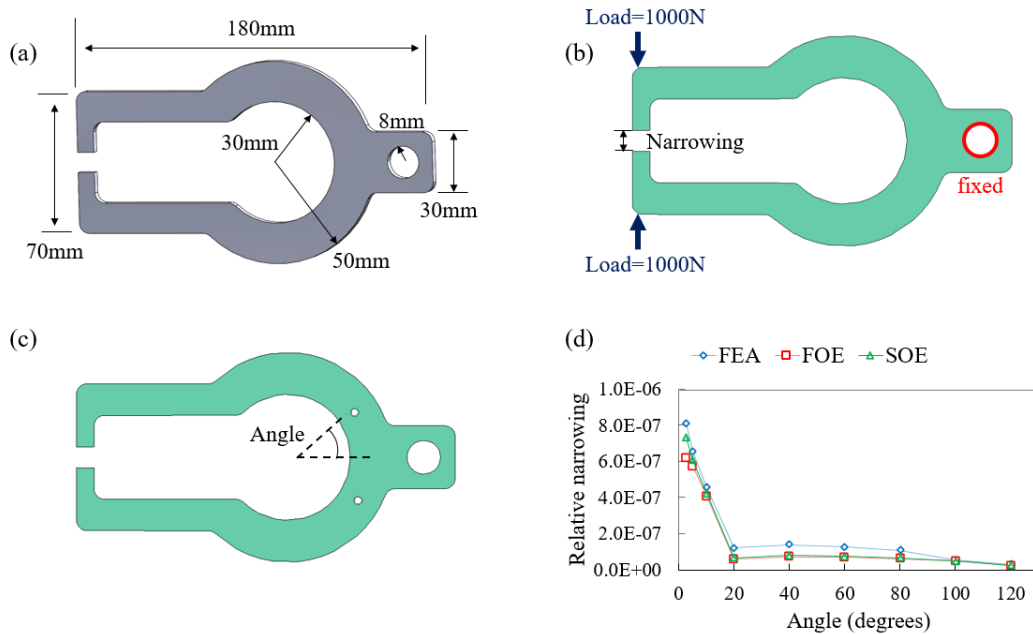 (a)
180mm
30mm
8mm
30mm
70mm
50mm
(b)
Load=1000N
Narrowing
fixed
Load=1000N
(c)
Angle
(d)
FEA FOE SOE
Relative narrowing
1.0E-06
8.0E-07
6.0E-07
4.0E-07
2.0E-07
0.0E+00
0 20 40 60 80 100 120
Angle (degrees)